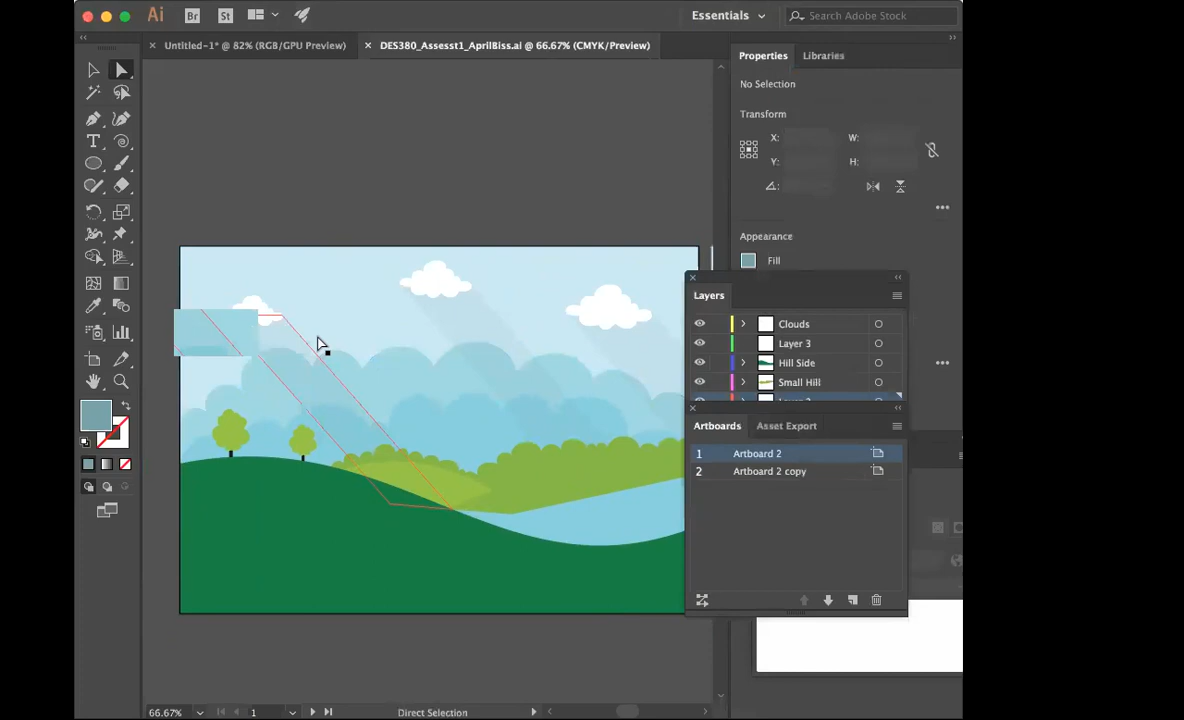 Ai Br St Essentials Search Adobe Stock
Untitled-1* @ 82% (RGB/GPU Preview) DES380_Assesst1_AprilBiss.ai @ 66.67% (CMYK/Preview)
Properties Libraries
No Selection
Transform
X: W:
Y: H:
Appearance
Fill
Layers
Clouds
Layer 3
Hill Side
Small Hill
Artboards Asset Export
1 Artboard 2
2 Artboard 2 copy
66.67% 1 Direct Selection